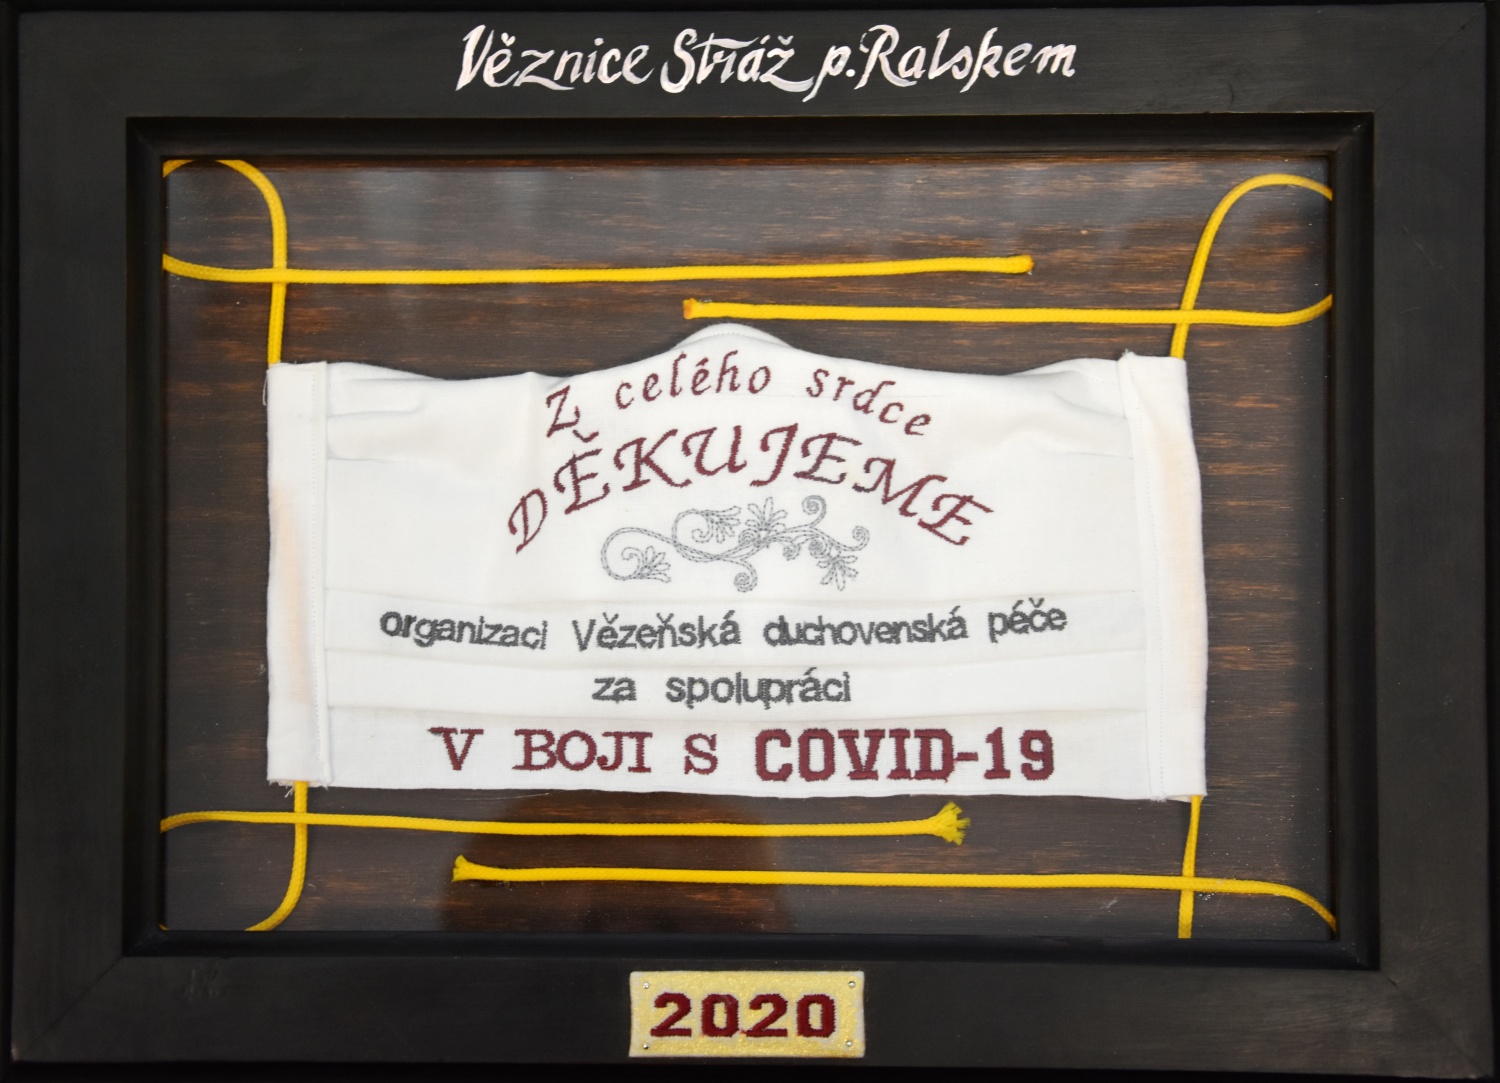 Věznice Stráž p. Ralskem
Z celého srdce
DĚKUJEME
organizaci Vězeňská duchovenská péče
za spolupráci
V BOJI S COVID-19
2020